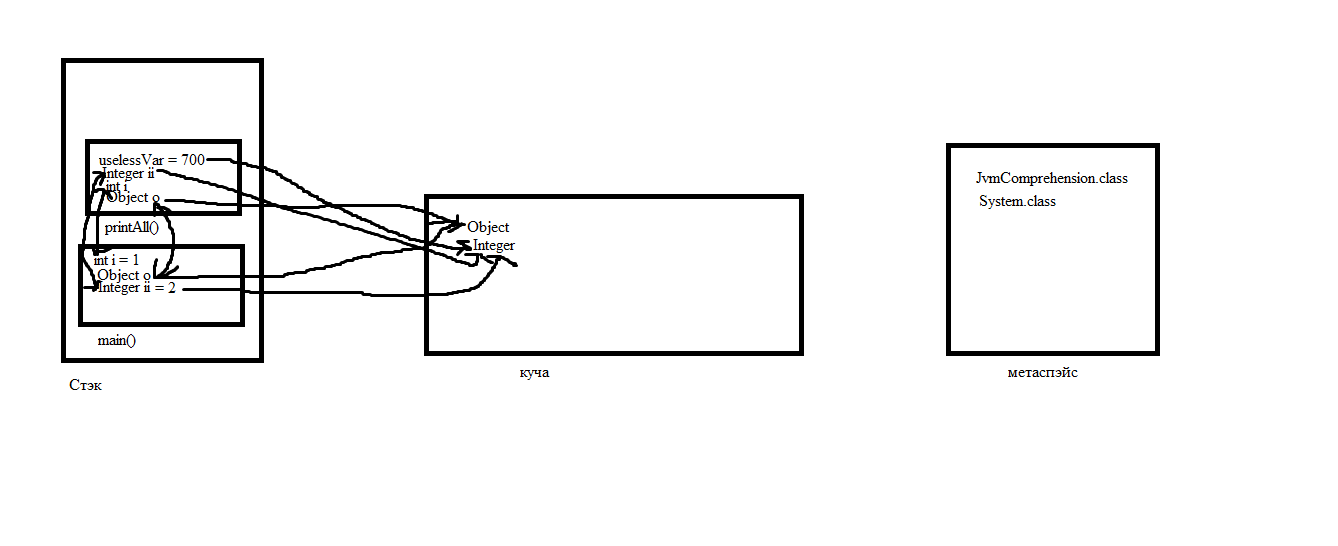 uselessVar = 700
Integer ii
int i
Object o
printAll()
int i = 1
Object o
Integer ii = 2
main()
Стэк
Object
Integer
куча
JvmComprehension.class
System.class
метаспэйс